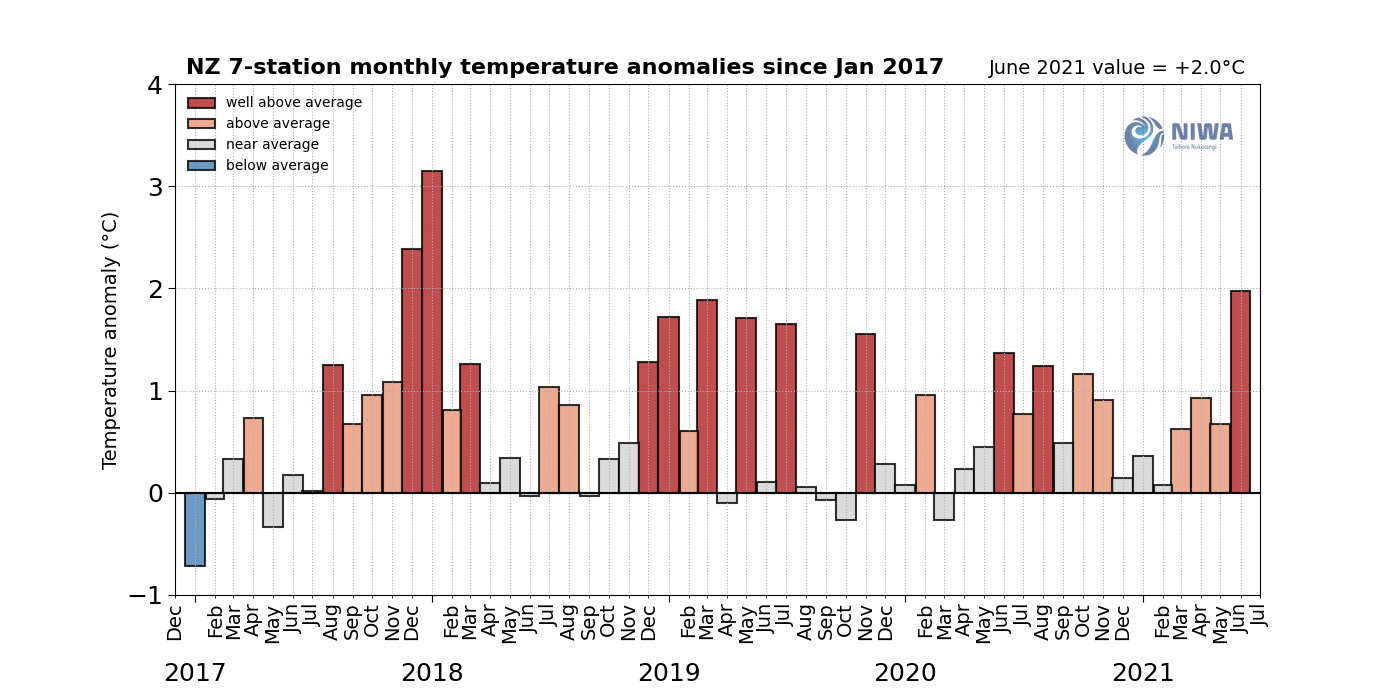 NZ 7-station monthly temperature anomalies since Jan 2017
June 2021 value = +2.0°C
well above average
above average
near average
below average
NIWA
Taihoro Nukurangi
Temperature anomaly (°C)
4
3
2
1
0
−1
Dec Feb Mar Apr May Jun Jul Aug Sep Oct Nov Dec Feb Mar Apr May Jun Jul Aug Sep Oct Nov Dec Feb Mar Apr May Jun Jul Aug Sep Oct Nov Dec Feb Mar Apr May Jun Jul Aug Sep Oct Nov Dec Feb Mar Apr May Jun Jul
2017 2018 2019 2020 2021